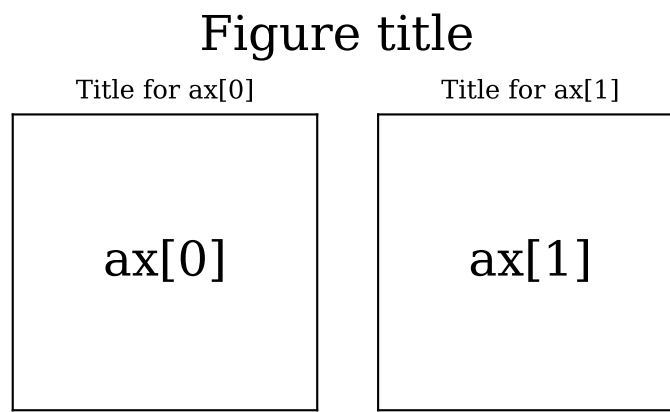 Figure title
Title for ax[0]
Title for ax[1]
ax[0]
ax[1]